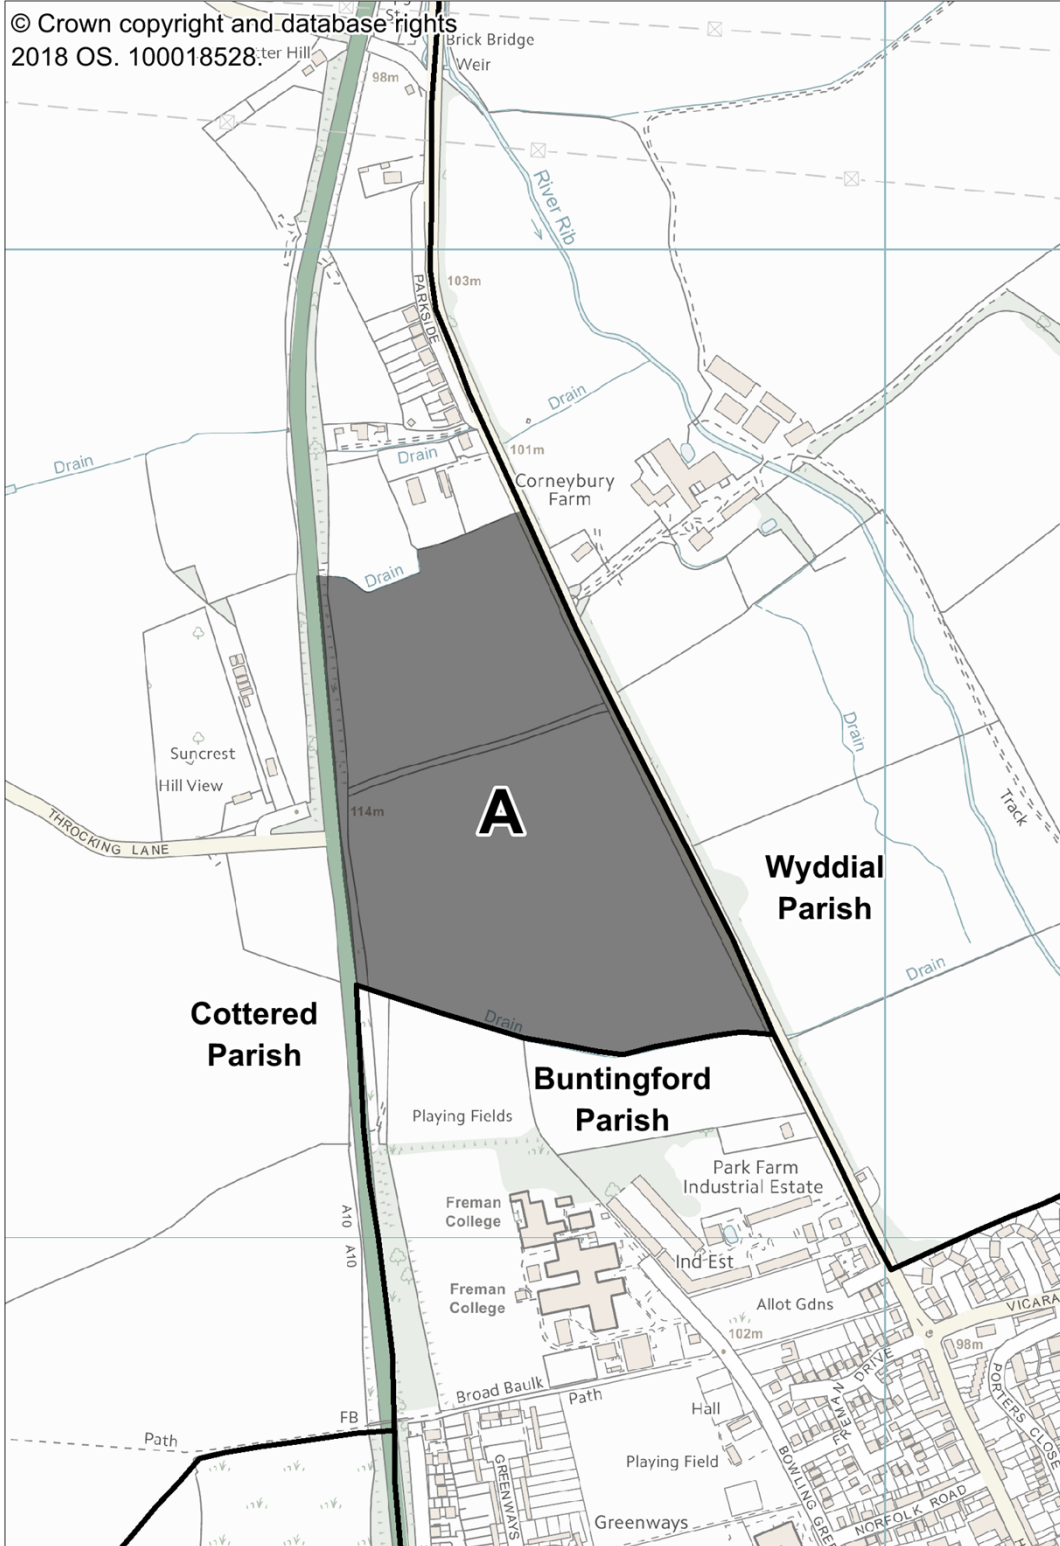 © Crown copyright and database rights
2018 OS. 100018528.
Brick Bridge
Weir
98m
River Rib
103m
PARKSIDE
Drain
Drain
Drain
101m
Corneybury
Farm
Drain
Suncrest
Hill View
114m
A
THROCKING LANE
Drain
Track
Wyddial
Parish
Drain
Cottered
Parish
Drain
Buntingford
Parish
Playing Fields
Park Farm
Industrial Estate
Freman
College
A10
A10
Ind Est
Freman
College
Allot Gdns
102m
VICARA
98m
FREMAN
DRIVE
PORTERS CLOSE
Broad Baulk
Path
FB
Path
Hall
Playing Field
BOWLING GREE
GREENWAYS
Greenways
NORFOLK ROAD